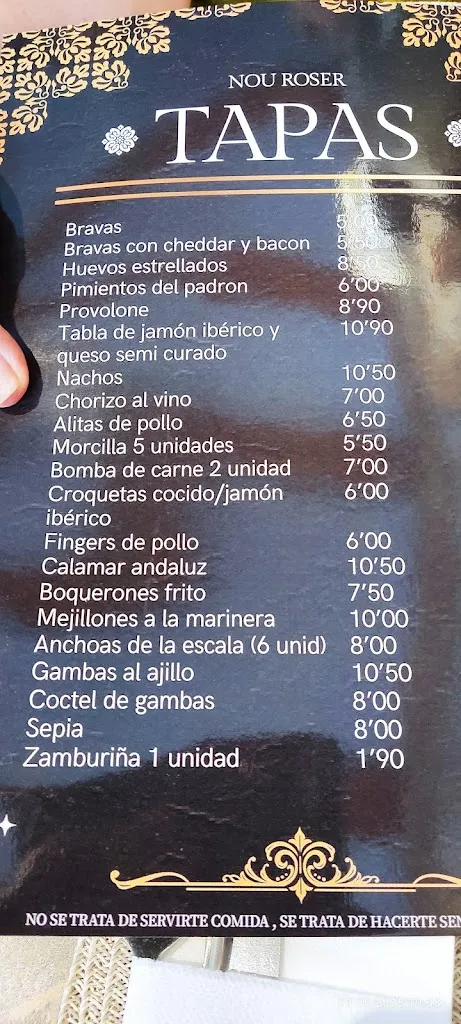 NOU ROSER
TAPAS
Bravas 5'00
Bravas con cheddar y bacon 5'50
Huevos estrellados 8'50
Pimientos del padron 6'00
Provolone 8'90
Tabla de jamón ibérico y 10'90
queso semi curado
Nachos 10'50
Chorizo al vino 7'00
Alitas de pollo 6'50
Morcilla 5 unidades 5'50
Bomba de carne 2 unidad 7'00
Croquetas cocido/jamón 6'00
ibérico
Fingers de pollo 6'00
Calamar andaluz 10'50
Boquerones frito 7'50
Mejillones a la marinera 10'00
Anchoas de la escala (6 unid) 8'00
Gambas al ajillo 10'50
Coctel de gambas 8'00
Sepia 8'00
Zamburiña 1 unidad 1'90
NO SE TRATA DE SERVIRTE COMIDA , SE TRATA DE HACERTE SEN